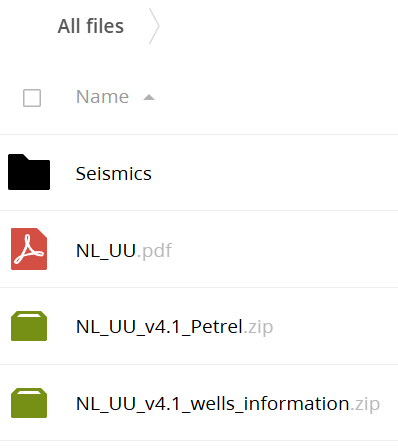 All files
Name
Seismics
NL_UU.pdf
NL_UU_v4.1_Petrel.zip
NL_UU_v4.1_wells_information.zip